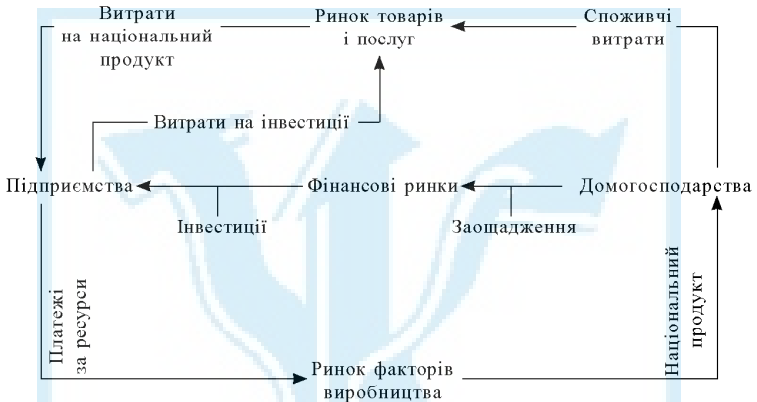 Витрати
на національний
продукт
Ринок товарів
і послуг
Споживчі
витрати
Витрати на інвестиції
Підприємства
Фінансові ринки
Домогосподарства
Інвестиції
Заощадження
Платежі
за ресурси
Національний
продукт
Ринок факторів
виробництва